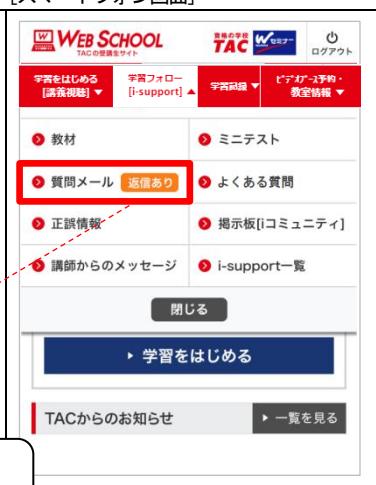 [スマートフォン画面]
WEB SCHOOL
TACの受講生サイト
資格の学校
TAC
Wセミナー
ログアウト
学習をはじめる
[講義視聴] ▼
学習フォロー
[i-support] ▲
学習記録 ▼
ビデオブース予約・
教室情報 ▼
教材
ミニテスト
質問メール 返信あり
よくある質問
正誤情報
掲示板[iコミュニティ]
講師からのメッセージ
i-support一覧
閉じる
学習をはじめる
TACからのお知らせ
一覧を見る